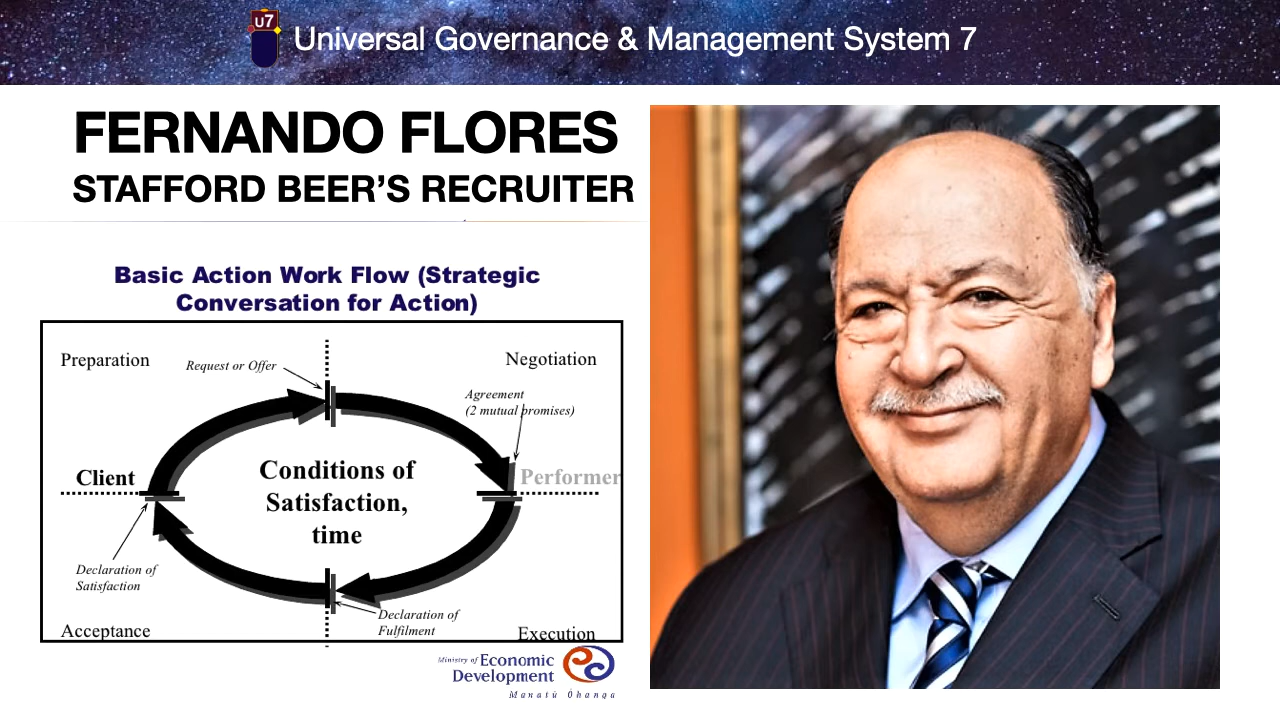 U7
Universal Governance & Management System 7
FERNANDO FLORES
STAFFORD BEER’S RECRUITER
Basic Action Work Flow (Strategic
Conversation for Action)
Preparation
Request or Offer
Negotiation
Agreement
(2 mutual promises)
Client
Conditions of
Satisfaction,
time
Performer
Declaration of
Satisfaction
Declaration of
Fulfilment
Acceptance
Execution
Ministry of Economic
Development
Manatū Ōhanga